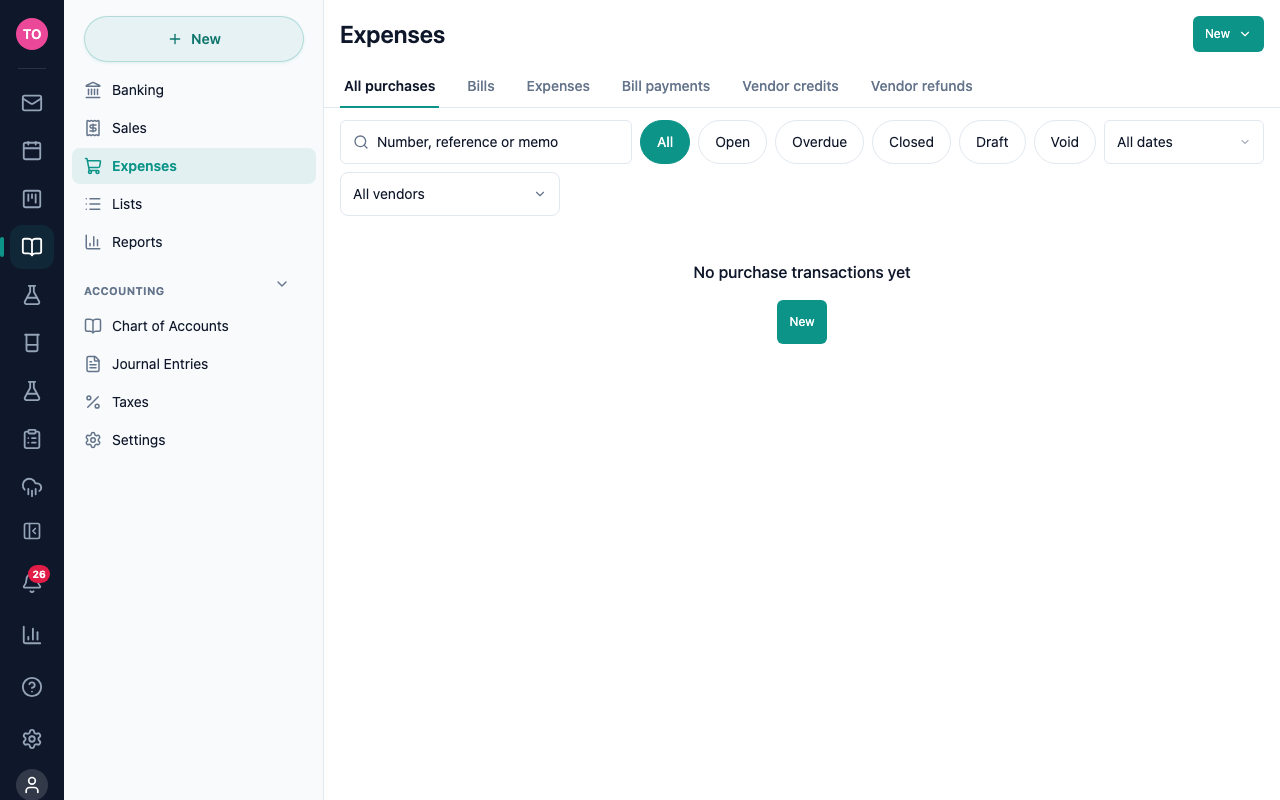 TO
26
New
Banking
Sales
Expenses
Lists
Reports
ACCOUNTING
Chart of Accounts
Journal Entries
Taxes
Settings
Expenses
New
All purchases
Bills
Expenses
Bill payments
Vendor credits
Vendor refunds
Number, reference or memo
All
Open
Overdue
Closed
Draft
Void
All dates
All vendors
No purchase transactions yet
New